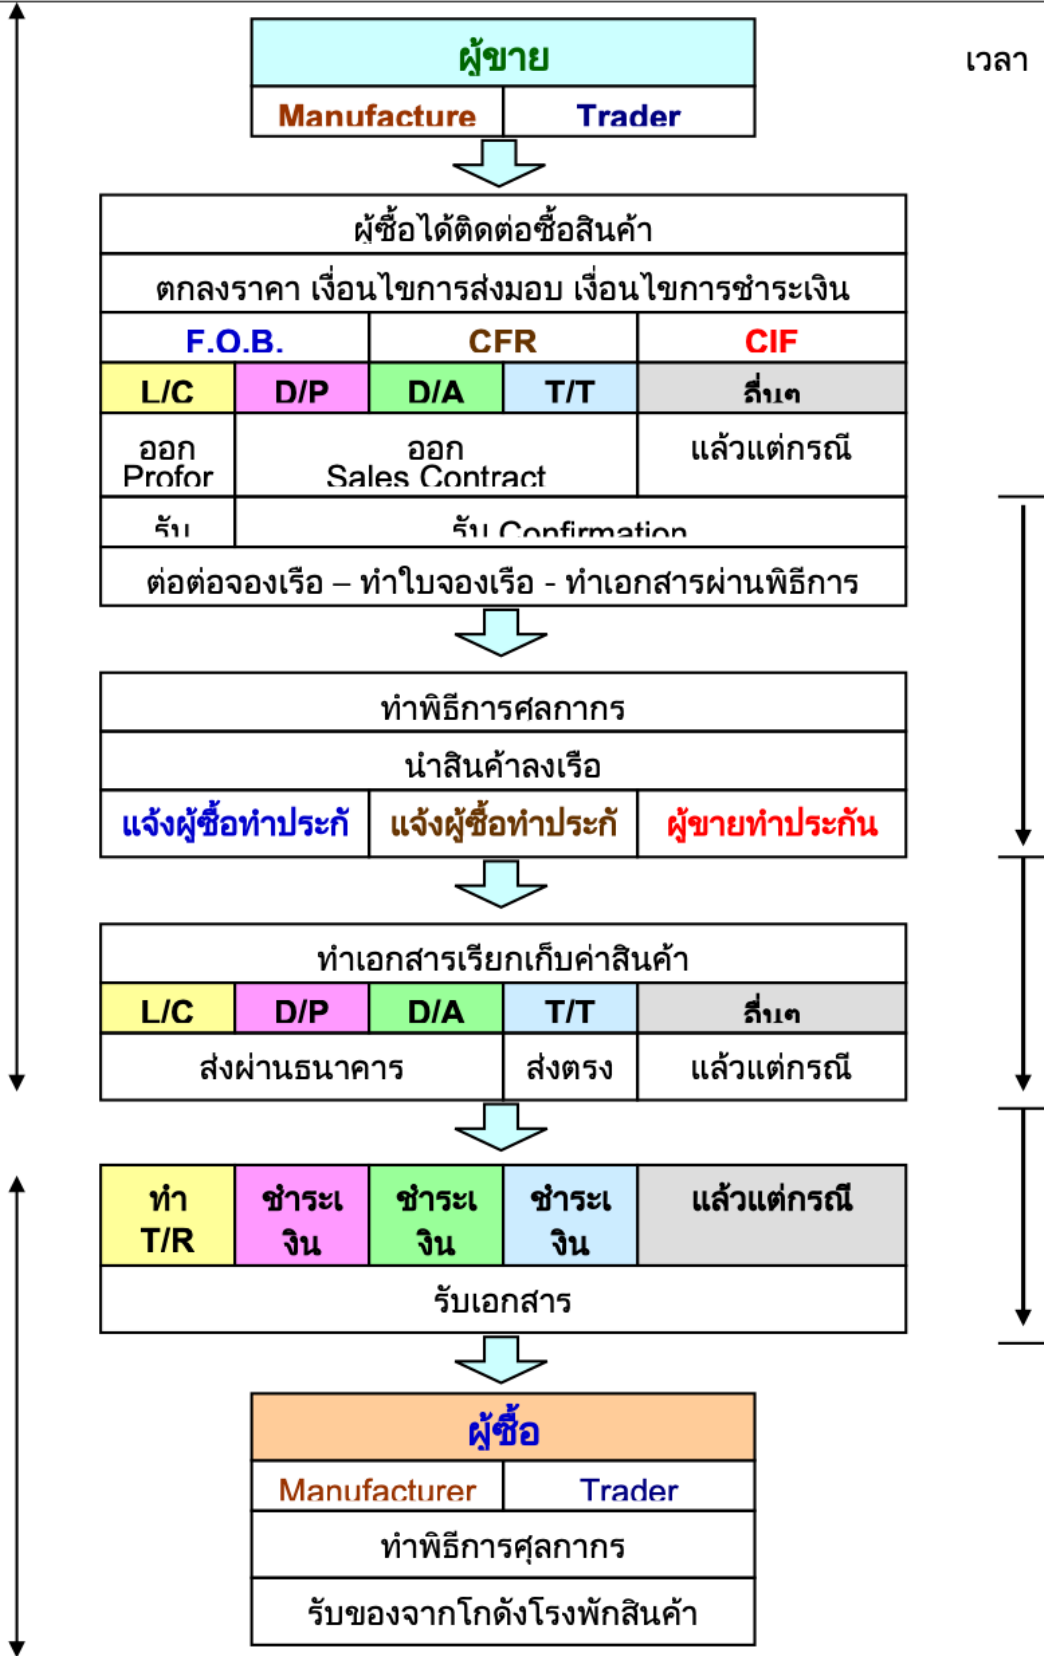 ผู้ขาย
เวลา
Manufacture Trader
ผู้ซื้อได้ติดต่อซื้อสินค้า
ตกลงราคา เงื่อนไขการส่งมอบ เงื่อนไขการชำระเงิน
F.O.B. CFR CIF
L/C D/P D/A T/T อื่นๆ
ออก
Profor
ออก
Sales Contract
แล้วแต่กรณี
รับ รับ Confirmation
ต่อต่อจองเรือ – ทำใบจองเรือ - ทำเอกสารผ่านพิธีการ
ทำพิธีการศลกากร
นำสินค้าลงเรือ
แจ้งผู้ซื้อทำประกั แจ้งผู้ซื้อทำประกั ผู้ขายทำประกัน
ทำเอกสารเรียกเก็บค่าสินค้า
L/C D/P D/A T/T อื่นๆ
ส่งผ่านธนาคาร ส่งตรง แล้วแต่กรณี
ทำ
T/R
ชำระเ
งิน
ชำระเ
งิน
ชำระเ
งิน
แล้วแต่กรณี
รับเอกสาร
ผู้ซื้อ
Manufacturer Trader
ทำพิธีการศุลกากร
รับของจากโกดังโรงพักสินค้า